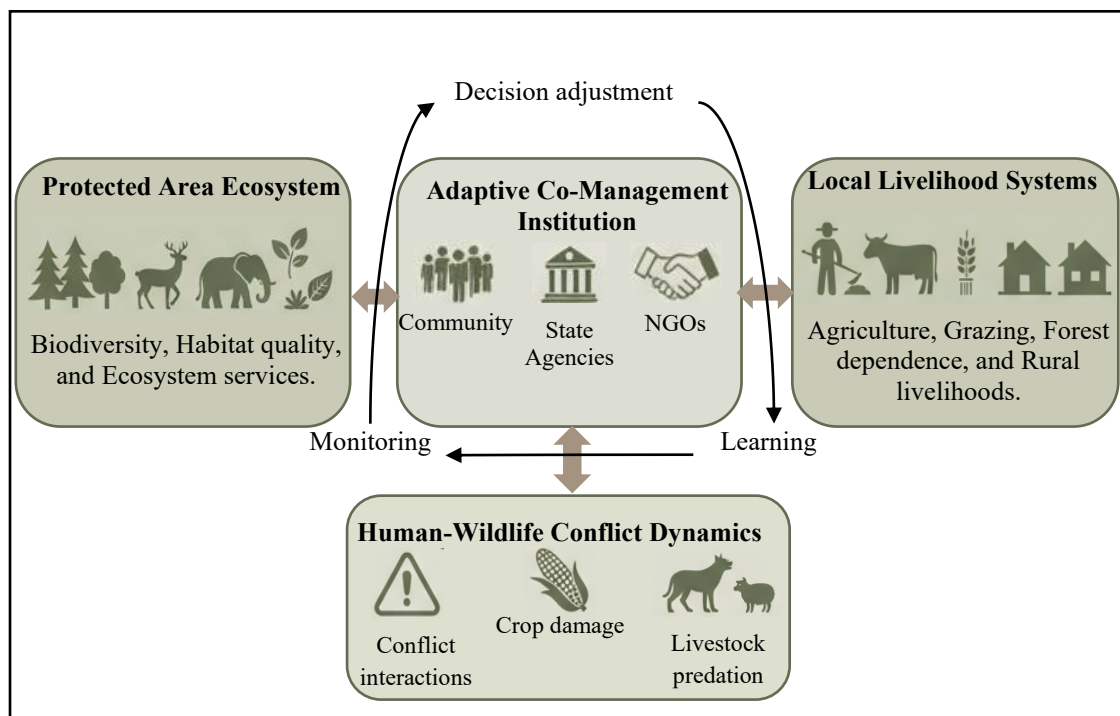 Decision adjustment
Protected Area Ecosystem
Biodiversity, Habitat quality,
and Ecosystem services.
Adaptive Co-Management
Institution
Community
State
Agencies
NGOs
Local Livelihood Systems
Agriculture, Grazing, Forest
dependence, and Rural
livelihoods.
Monitoring
Learning
Human-Wildlife Conflict Dynamics
Conflict
interactions
Crop damage
Livestock
predation